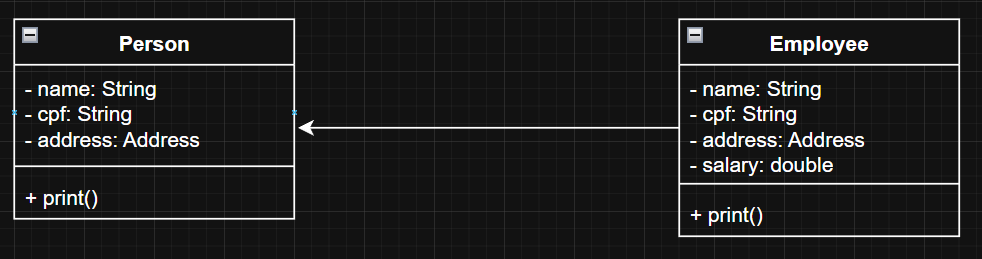 Person
- name: String
- cpf: String
- address: Address
+ print()
Employee
- name: String
- cpf: String
- address: Address
- salary: double
+ print()